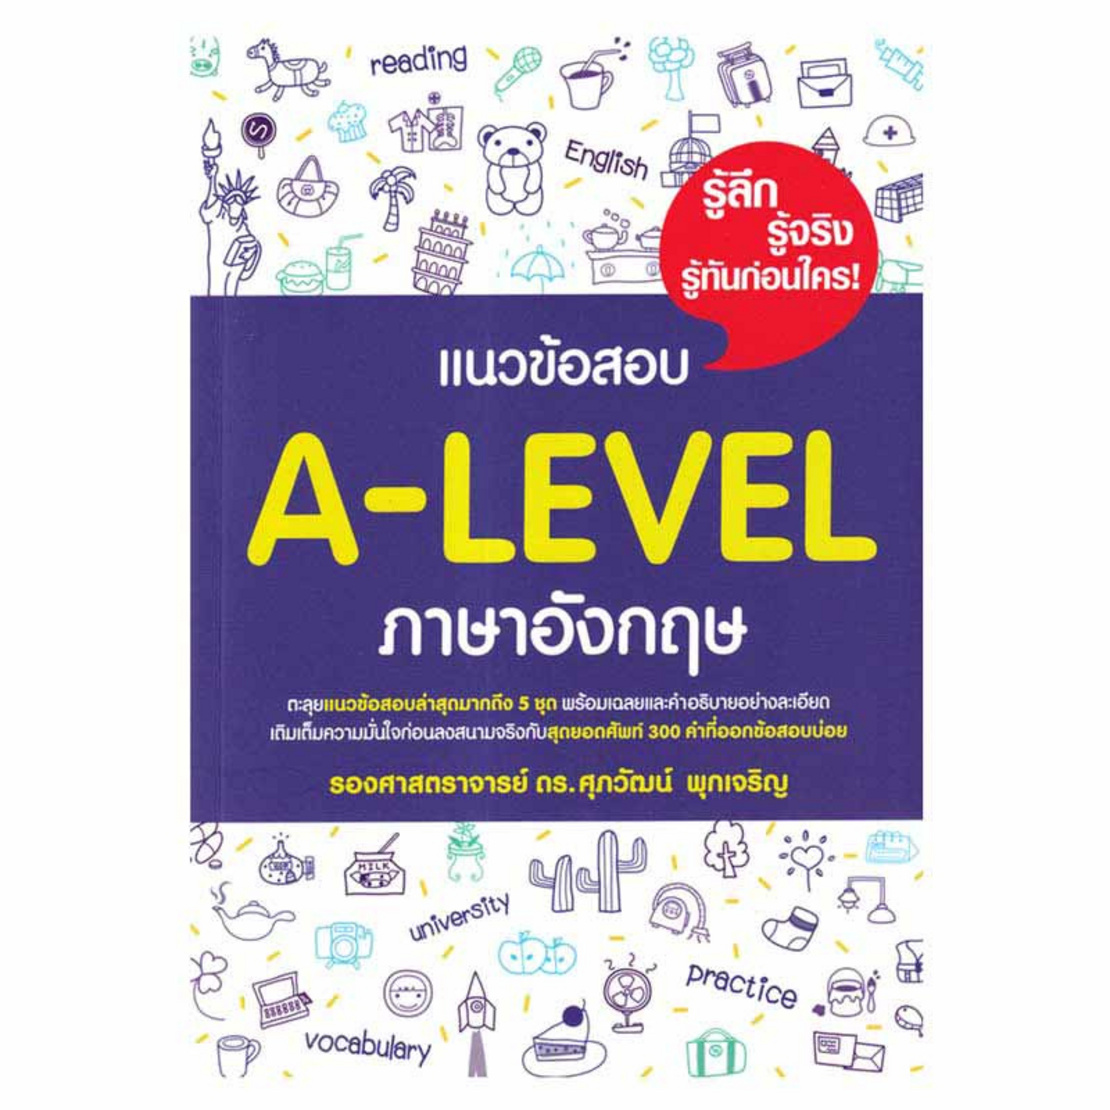 reading
English
รู้ลึก
รู้จริง
รู้ทันก่อนใคร!
แนวข้อสอบ
A-LEVEL
ภาษาอังกฤษ
ตะลุยแนวข้อสอบล่าสุดมากถึง 5 ชุด พร้อมเฉลยและคำอธิบายอย่างละเอียด
เติมเต็มความมั่นใจก่อนลงสนามจริงกับสุดยอดศัพท์ 300 คำที่ออกข้อสอบบ่อย
รองศาสตราจารย์ ดร.ศุภวัฒน์ พุกเจริญ
MILK
university
practice
vocabulary